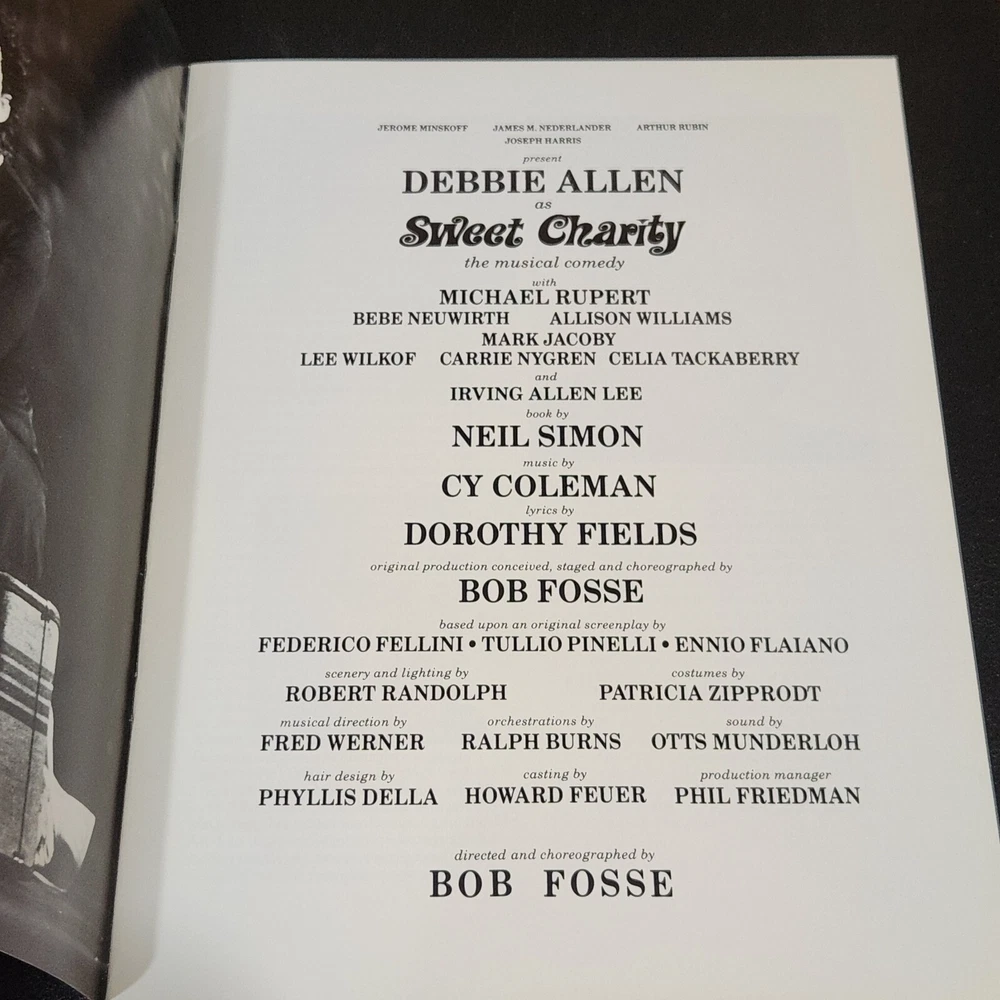 JEROME MINSKOFF JAMES M. NEDERLANDER ARTHUR RUBIN
JOSEPH HARRIS
present
DEBBIE ALLEN
as
Sweet Charity
the musical comedy
with
MICHAEL RUPERT
BEBE NEUWIRTH ALLISON WILLIAMS
MARK JACOBY
LEE WILKOF CARRIE NYGREN CELIA TACKABERRY
and
IRVING ALLEN LEE
book by
NEIL SIMON
music by
CY COLEMAN
lyrics by
DOROTHY FIELDS
original production conceived, staged and choreographed by
BOB FOSSE
based upon an original screenplay by
FEDERICO FELLINI • TULLIO PINELLI • ENNIO FLAIANO
scenery and lighting by costumes by
ROBERT RANDOLPH PATRICIA ZIPPRODT
musical direction by orchestrations by sound by
FRED WERNER RALPH BURNS OTTS MUNDERLOH
hair design by casting by production manager
PHYLLIS DELLA HOWARD FEUER PHIL FRIEDMAN
directed and choreographed by
BOB FOSSE